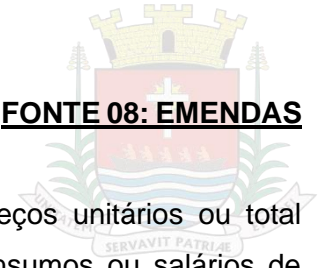 FONTE 08: EMENDAS
eços unitários ou total
SERVAVIT PATRIAE
nsumos ou salários de